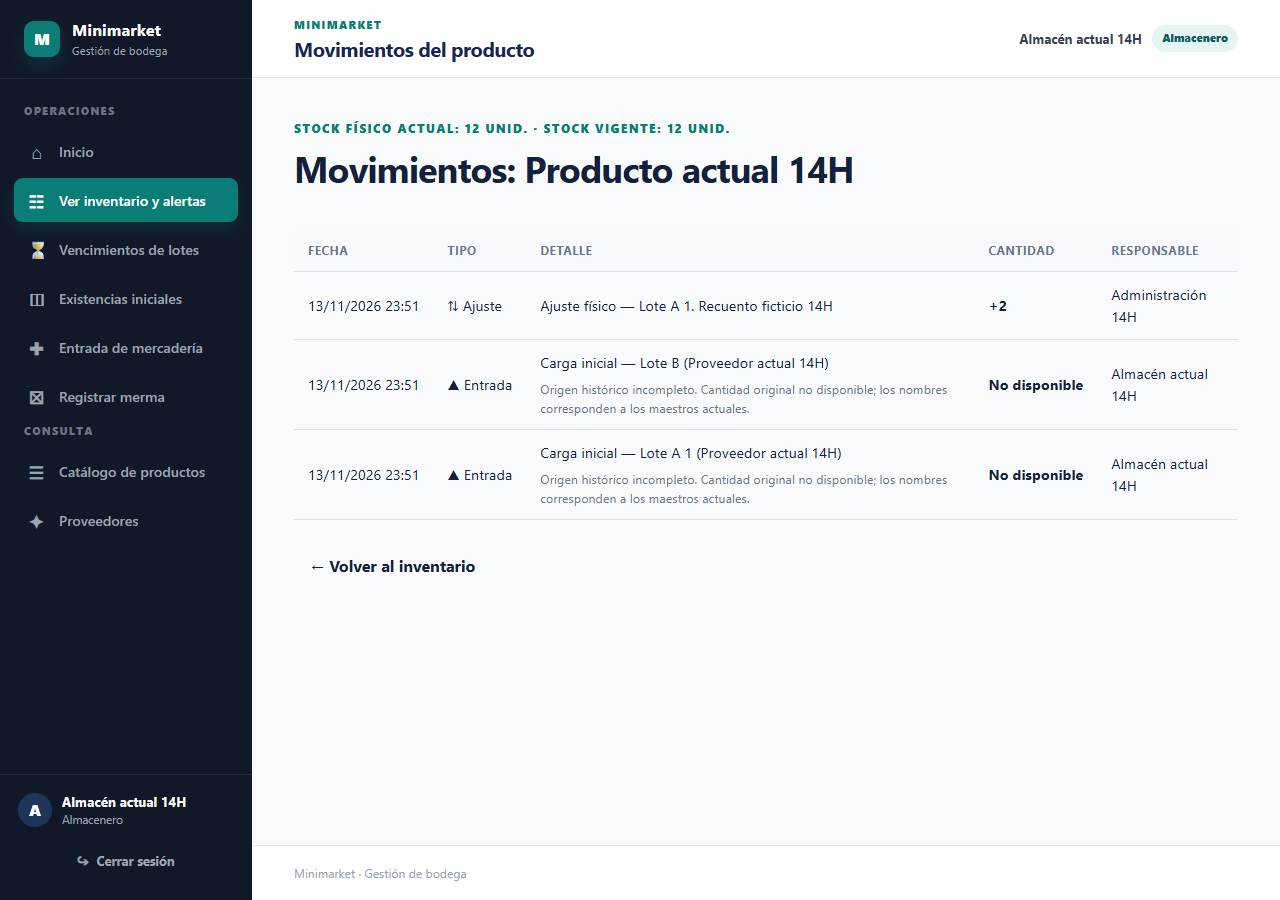 M
Minimarket
Gestión de bodega
OPERACIONES
Inicio
Ver inventario y alertas
Vencimientos de lotes
Existencias iniciales
Entrada de mercadería
Registrar merma
CONSULTA
Catálogo de productos
Proveedores
A
Almacén actual 14H
Almacenero
↪ Cerrar sesión
MINIMARKET
Movimientos del producto
Almacén actual 14H
Almacenero
STOCK FÍSICO ACTUAL: 12 UNID. · STOCK VIGENTE: 12 UNID.
Movimientos: Producto actual 14H
FECHA TIPO DETALLE CANTIDAD RESPONSABLE
13/11/2026 23:51 ⇅ Ajuste Ajuste físico — Lote A 1. Recuento ficticio 14H +2 Administración
14H
13/11/2026 23:51 ▲ Entrada Carga inicial — Lote B (Proveedor actual 14H)
Origen histórico incompleto. Cantidad original no disponible; los nombres
corresponden a los maestros actuales.
No disponible
Almacén actual
14H
13/11/2026 23:51 ▲ Entrada Carga inicial — Lote A 1 (Proveedor actual 14H)
Origen histórico incompleto. Cantidad original no disponible; los nombres
corresponden a los maestros actuales.
No disponible
Almacén actual
14H
← Volver al inventario
Minimarket · Gestión de bodega